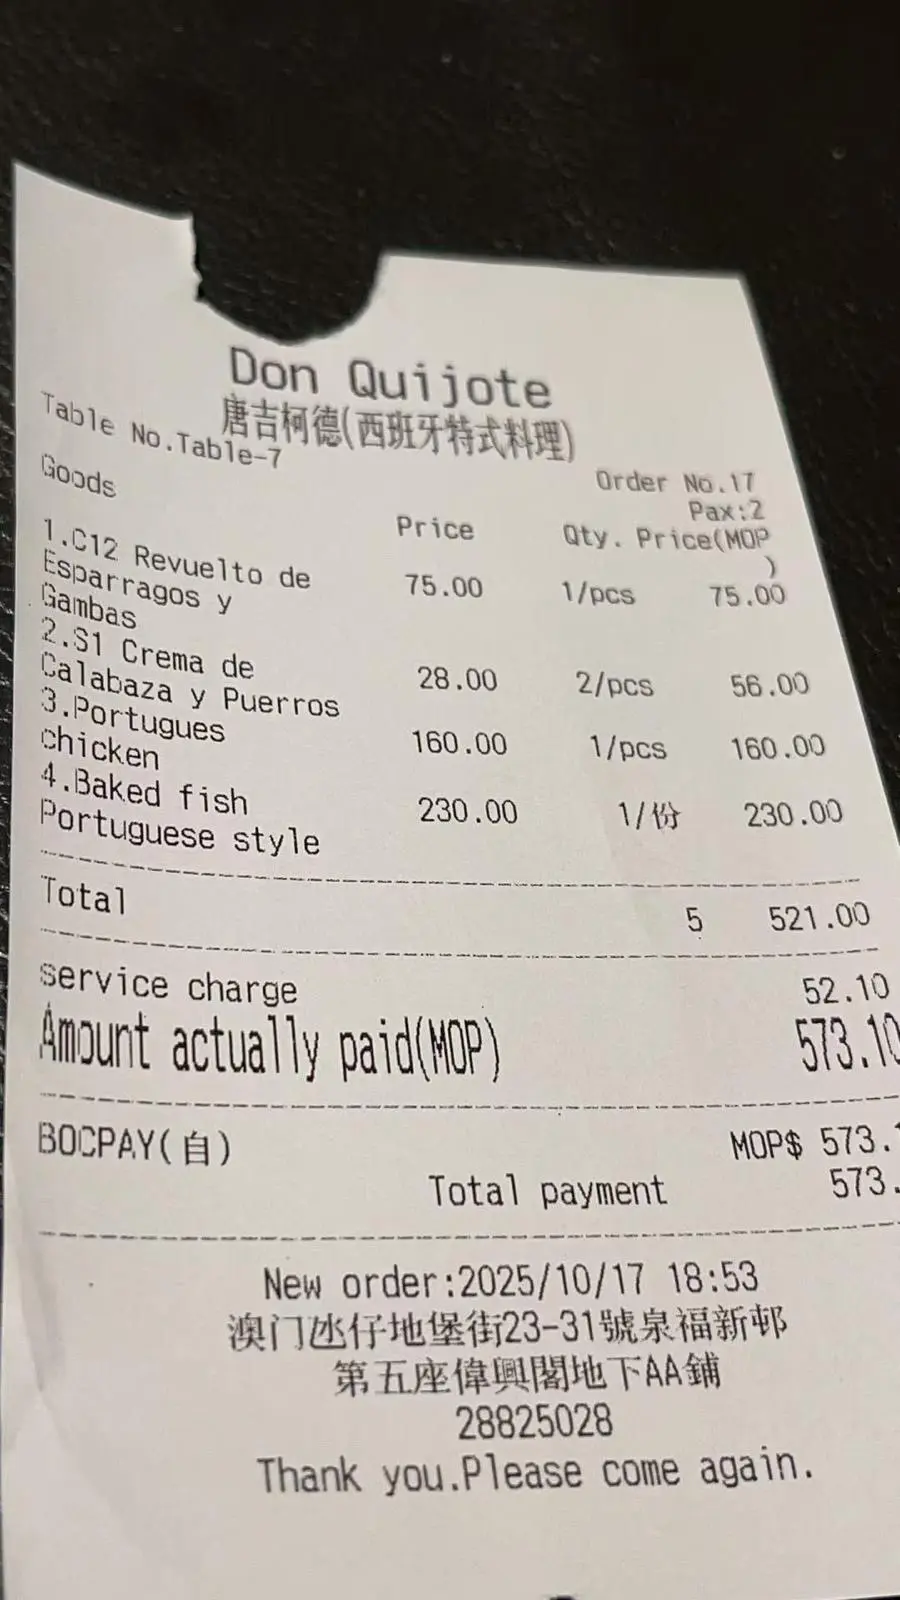 Don Quijote
唐吉柯德(西班牙特式料理)
Table No.Table-7
Order No.17
Pax:2
Goods Price Qty. Price(MOP
)
1.C12 Revuelto de
Esparragos y
Gambas
75.00 1/pcs 75.00
2.S1 Crema de
Calabaza y Puerros
28.00 2/pcs 56.00
3.Portugues
chicken
160.00 1/pcs 160.00
4.Baked fish
Portuguese style
230.00 1/份 230.00
Total 5 521.00
service charge 52.10
Amount actually paid(MOP) 573.10
BOCPAY(自) MOP$ 573.1
Total payment 573.
New order:2025/10/17 18:53
澳门氹仔地堡街23-31號泉福新邨
第五座偉興閣地下AA鋪
28825028
Thank you.Please come again.